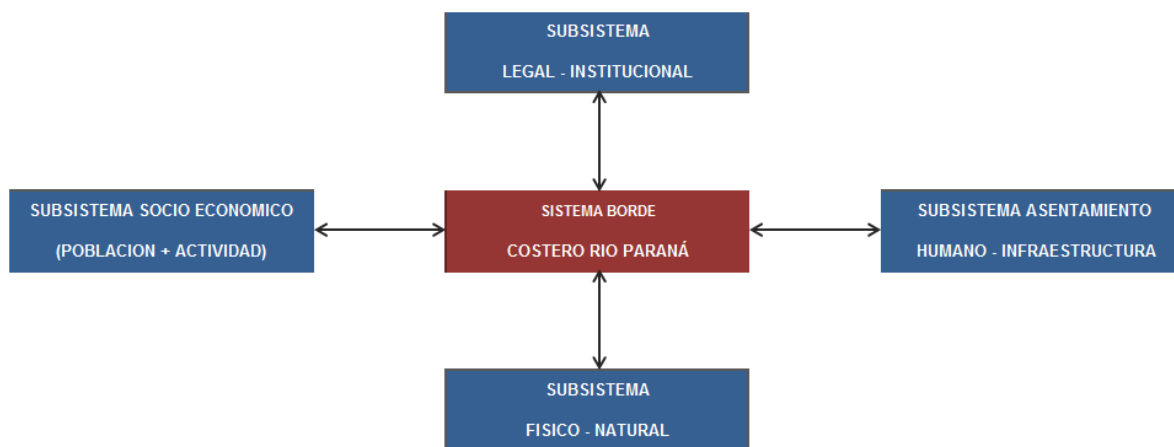 SUBSISTEMA
LEGAL - INSTITUCIONAL
SUBSISTEMA SOCIO ECONOMICO
(POBLACION + ACTIVIDAD)
SISTEMA BORDE
COSTERO RIO PARANÁ
SUBSISTEMA ASENTAMIENTO
HUMANO - INFRAESTRUCTURA
SUBSISTEMA
FISICO - NATURAL